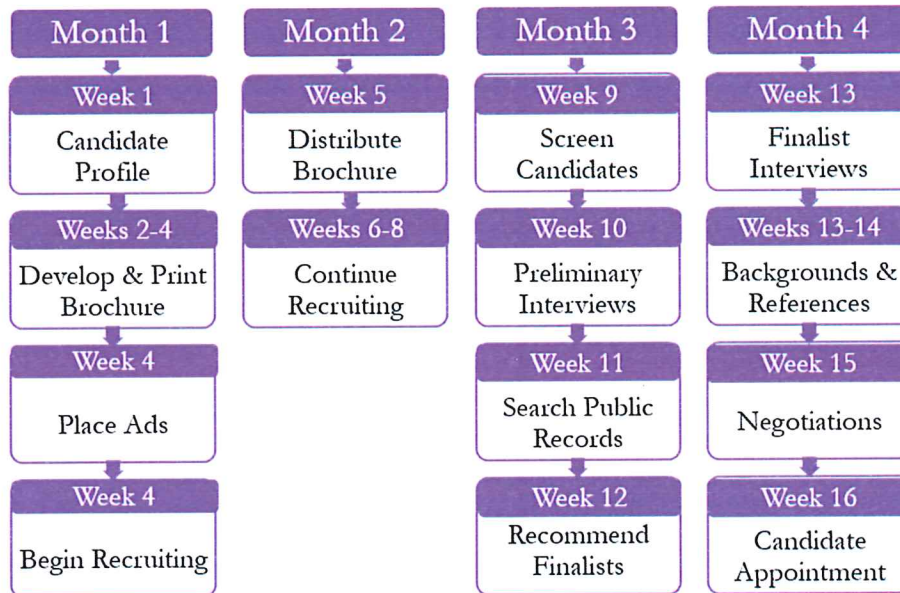 Month 1
Week 1
Candidate
Profile
Weeks 2-4
Develop & Print
Brochure
Week 4
Place Ads
Week 4
Begin Recruiting
Month 2
Week 5
Distribute
Brochure
Weeks 6-8
Continue
Recruiting
Month 3
Week 9
Screen
Candidates
Week 10
Preliminary
Interviews
Week 11
Search Public
Records
Week 12
Recommend
Finalists
Month 4
Week 13
Finalist
Interviews
Weeks 13-14
Backgrounds &
References
Week 15
Negotiations
Week 16
Candidate
Appointment